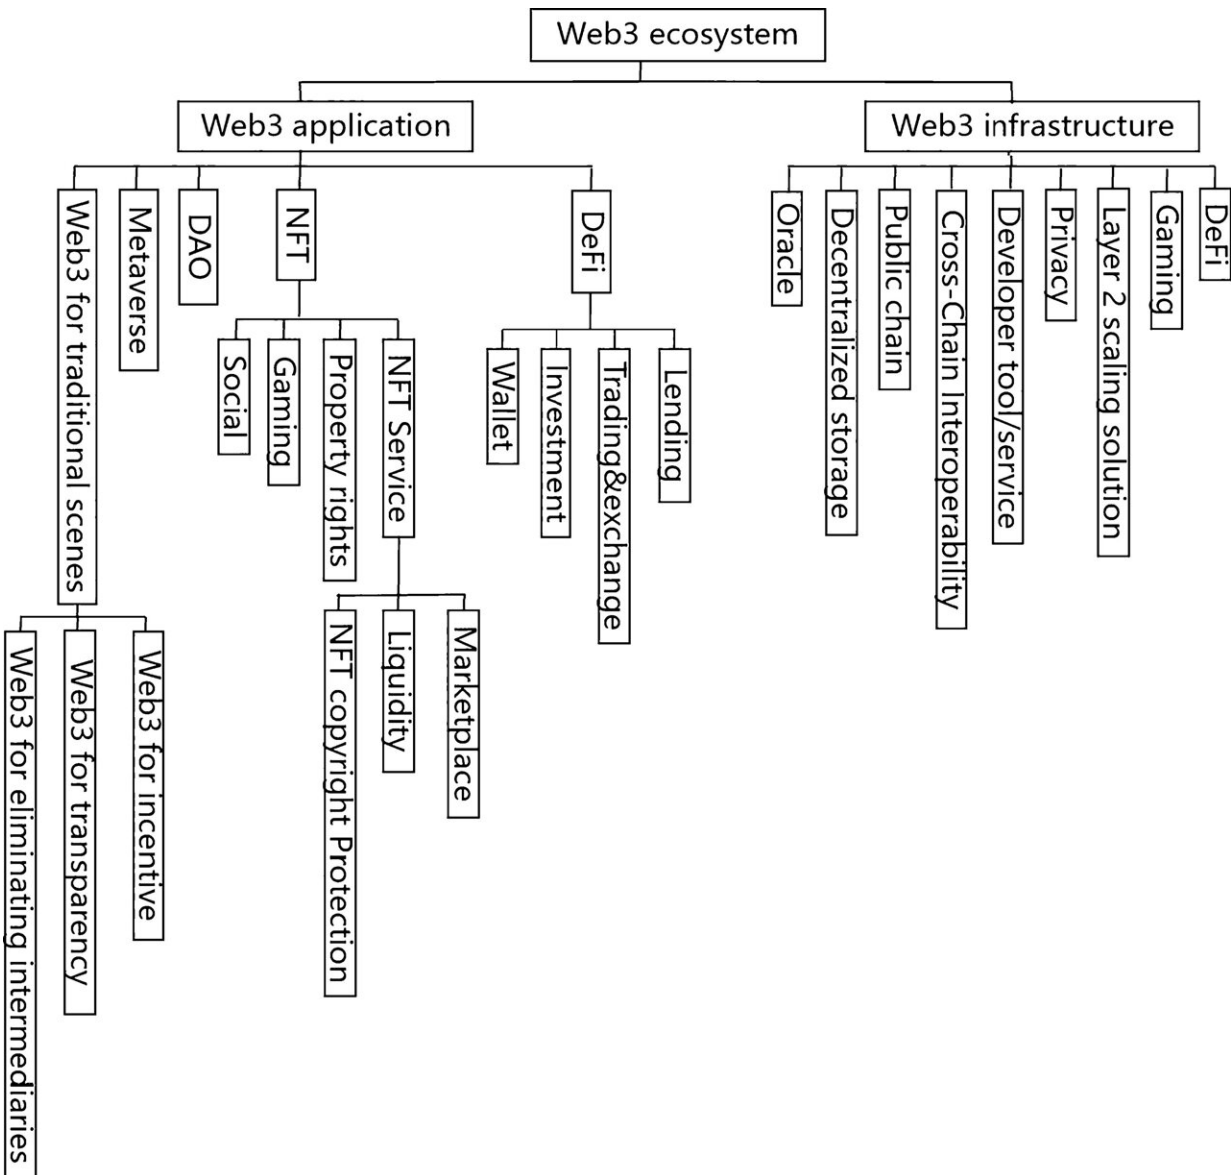 Web3 ecosystem
Web3 application
Web3 infrastructure
Web3 for traditional scenes
Metaverse
DAO
NFT
DeFi
Oracle
Decentralized storage
Public chain
Cross-Chain Interoperability
Developer tool/service
Privacy
Layer 2 scaling solution
Gaming
DeFi
Social
Gaming
Property rights
NFT Service
Wallet
Investment
Trading&exchange
Lending
Web3 for eliminating intermediaries
Web3 for transparency
Web3 for incentive
NFT copyright Protection
Liquidity
Marketplace